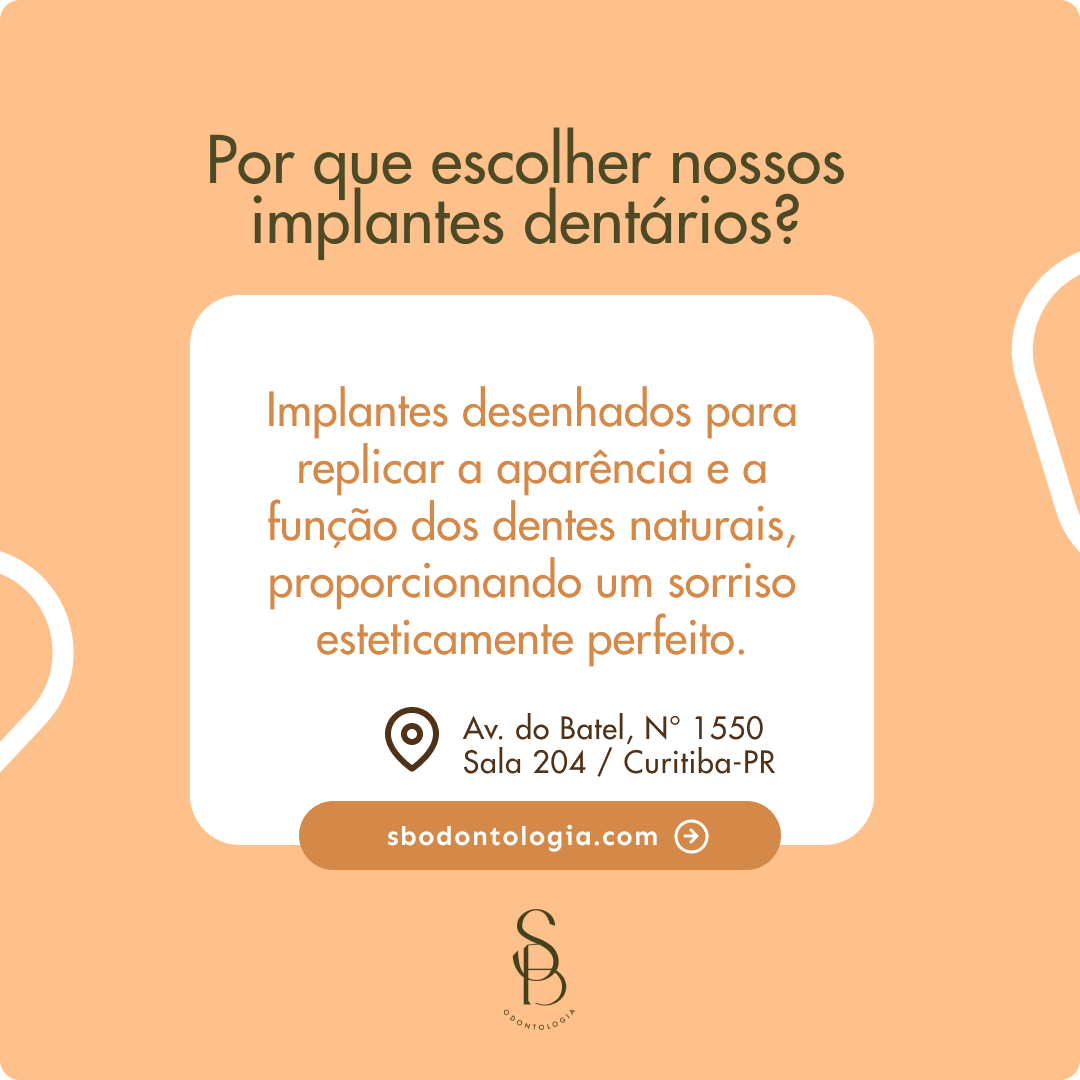 Por que escolher nossos
implantes dentários?
Implantes desenhados para
replicar a aparência e a
função dos dentes naturais,
proporcionando um sorriso
esteticamente perfeito.
Av. do Batel, N° 1550
Sala 204 / Curitiba-PR
sbodontologia.com
SB
ODONTOLOGIA